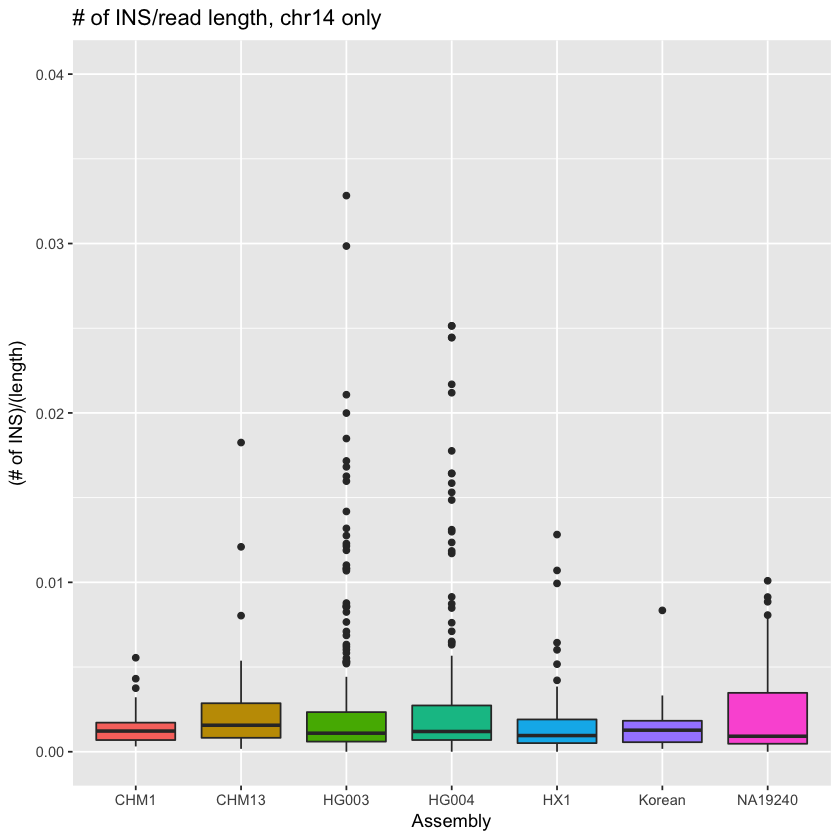 # of INS/read length, chr14 only
(# of INS)/(length)
0.04
0.03
0.02
0.01
0.00
CHM1 CHM13 HG003 HG004 HX1 Korean NA19240
Assembly